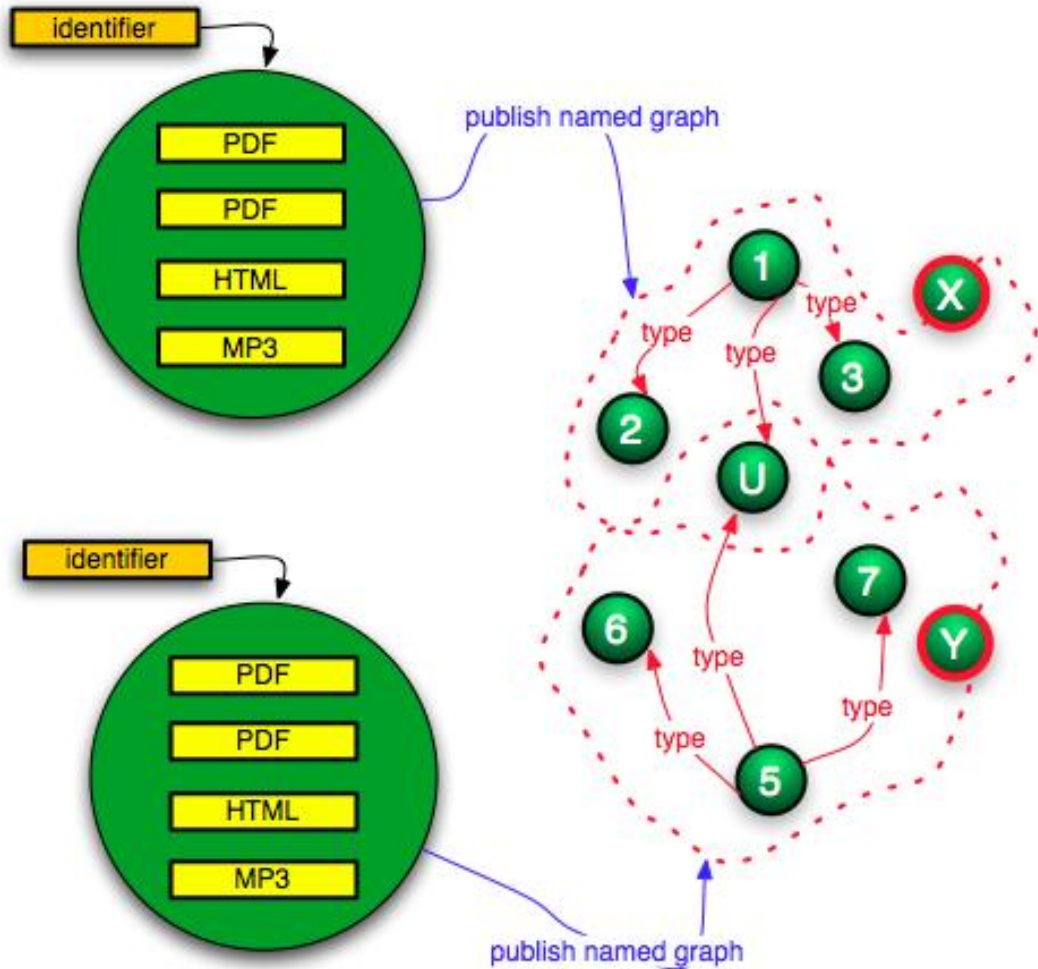 identifier
PDF
PDF
HTML
MP3
publish named graph
1
X
type
type
type
3
2
U
identifier
PDF
PDF
HTML
MP3
7
6
Y
type
type
type
5
publish named graph